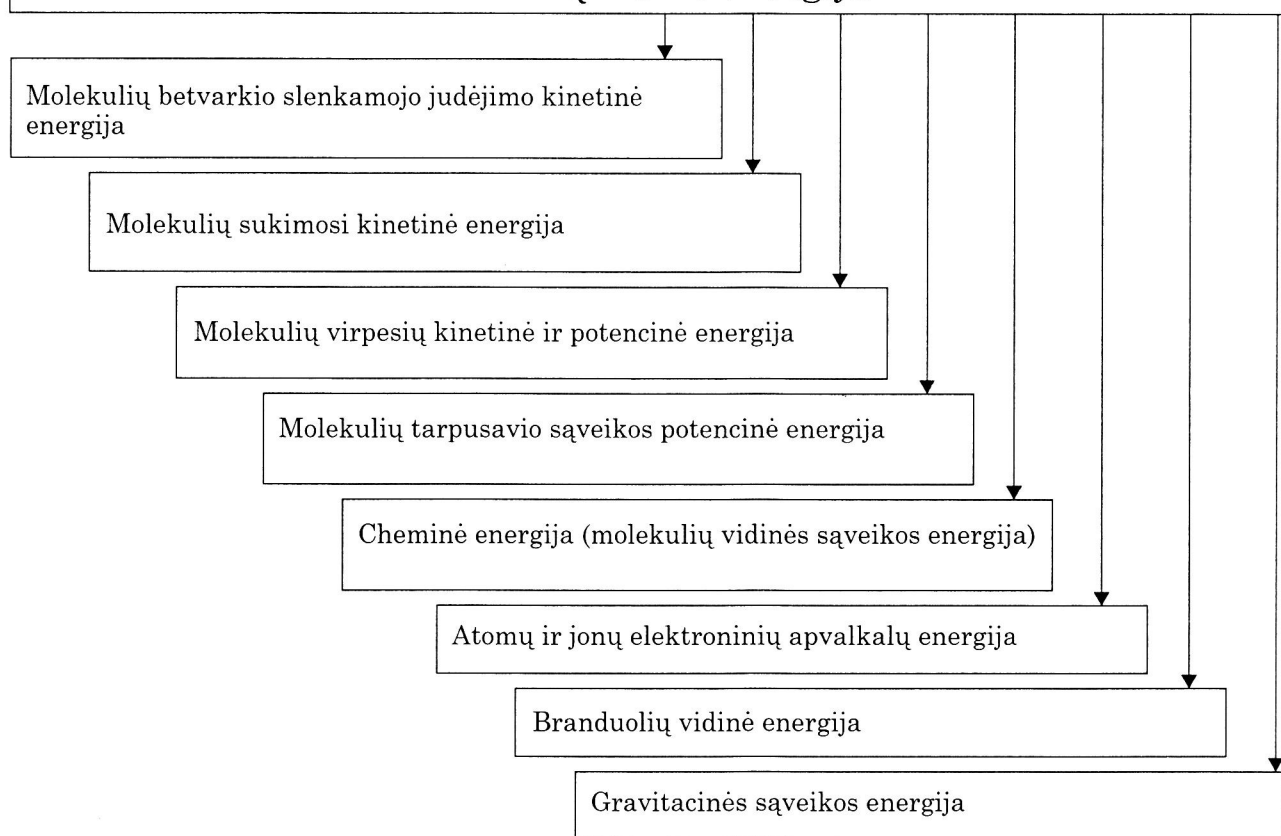 Molekulių betvarkio slenkamojo judėjimo kinetinė
energija
Molekulių sukimosi kinetinė energija
Molekulių virpesių kinetinė ir potencinė energija
Molekulių tarpusavio sąveikos potencinė energija
Cheminė energija (molekulių vidinės sąveikos energija)
Atomų ir jonų elektroninių apvalkalų energija
Branduolių vidinė energija
Gravitacinės sąveikos energija